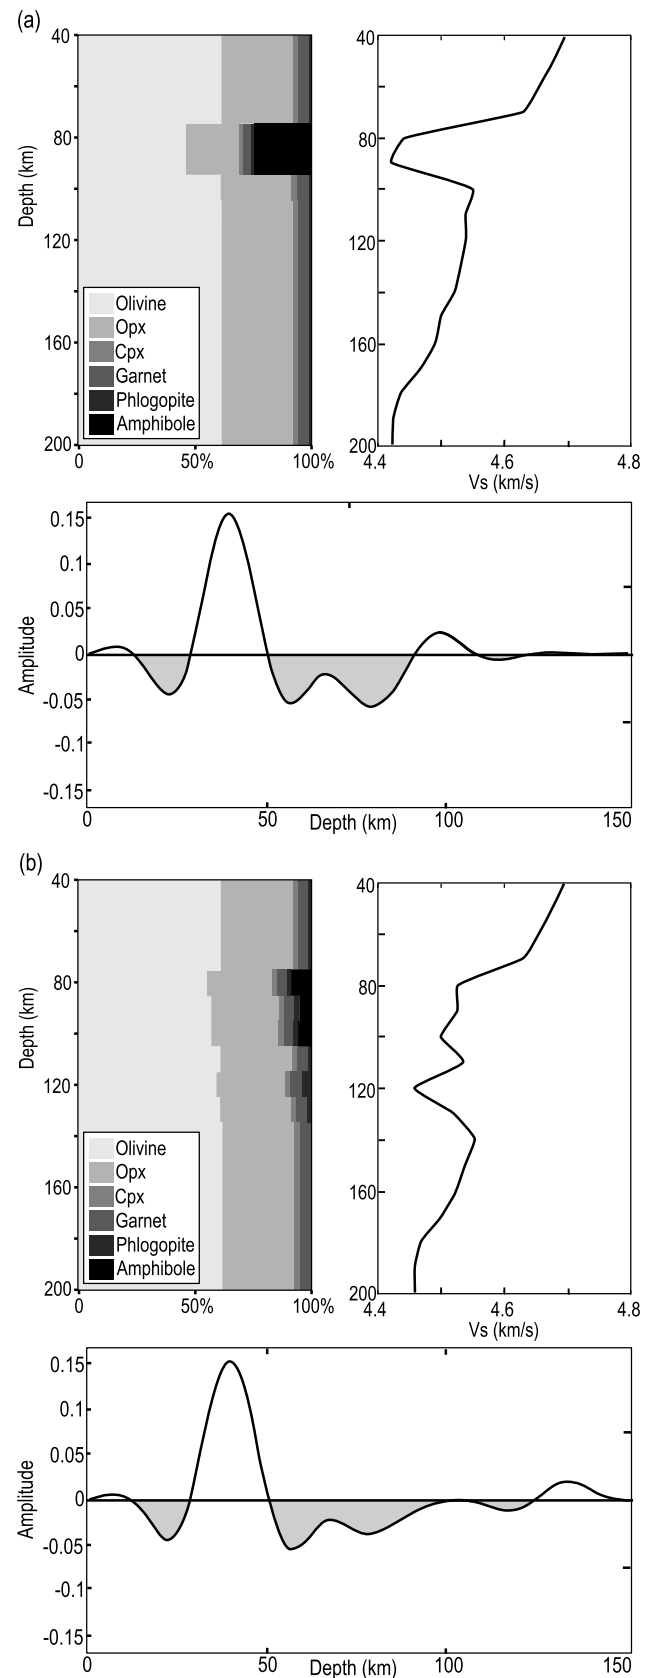 (a)
40
80
120
160
200
Depth (km)
Olivine
Opx
Cpx
Garnet
Phlogopite
Amphibole
0 50% 100%
40
80
120
160
200
4.4 4.6 4.8
Vs (km/s)
0.15
0.1
0.05
0
-0.05
-0.1
-0.15
Amplitude
0 50 100 150
Depth (km)
(b)
40
80
120
160
200
Depth (km)
Olivine
Opx
Cpx
Garnet
Phlogopite
Amphibole
0 50% 100%
40
80
120
160
200
4.4 4.6 4.8
Vs (km/s)
0.15
0.1
0.05
0
-0.05
-0.1
-0.15
Amplitude
0 50 100 150
Depth (km)